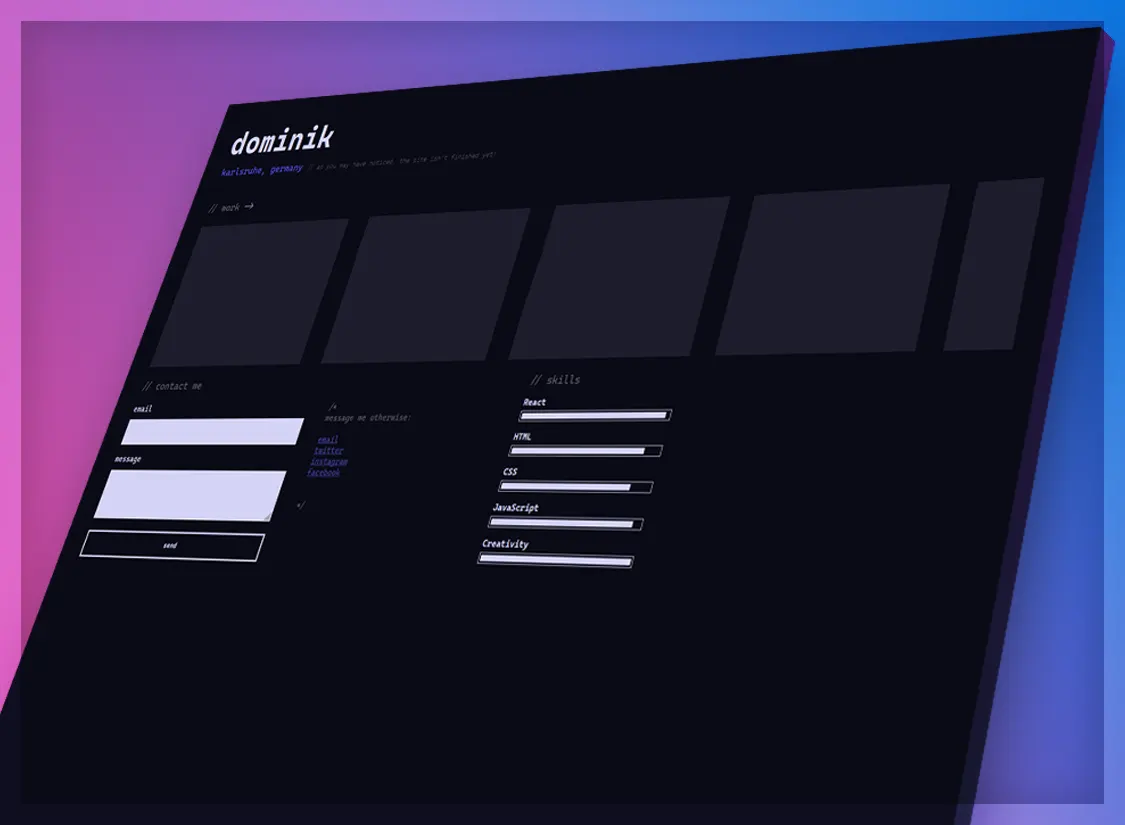 dominik
karlsruhe, germany // as you may have noticed, the site isn't finished yet!
// work →
// contact me
email
message
send
/*
message me otherwise:
email
twitter
instagram
facebook
*/
// skills
React
HTML
CSS
JavaScript
Creativity